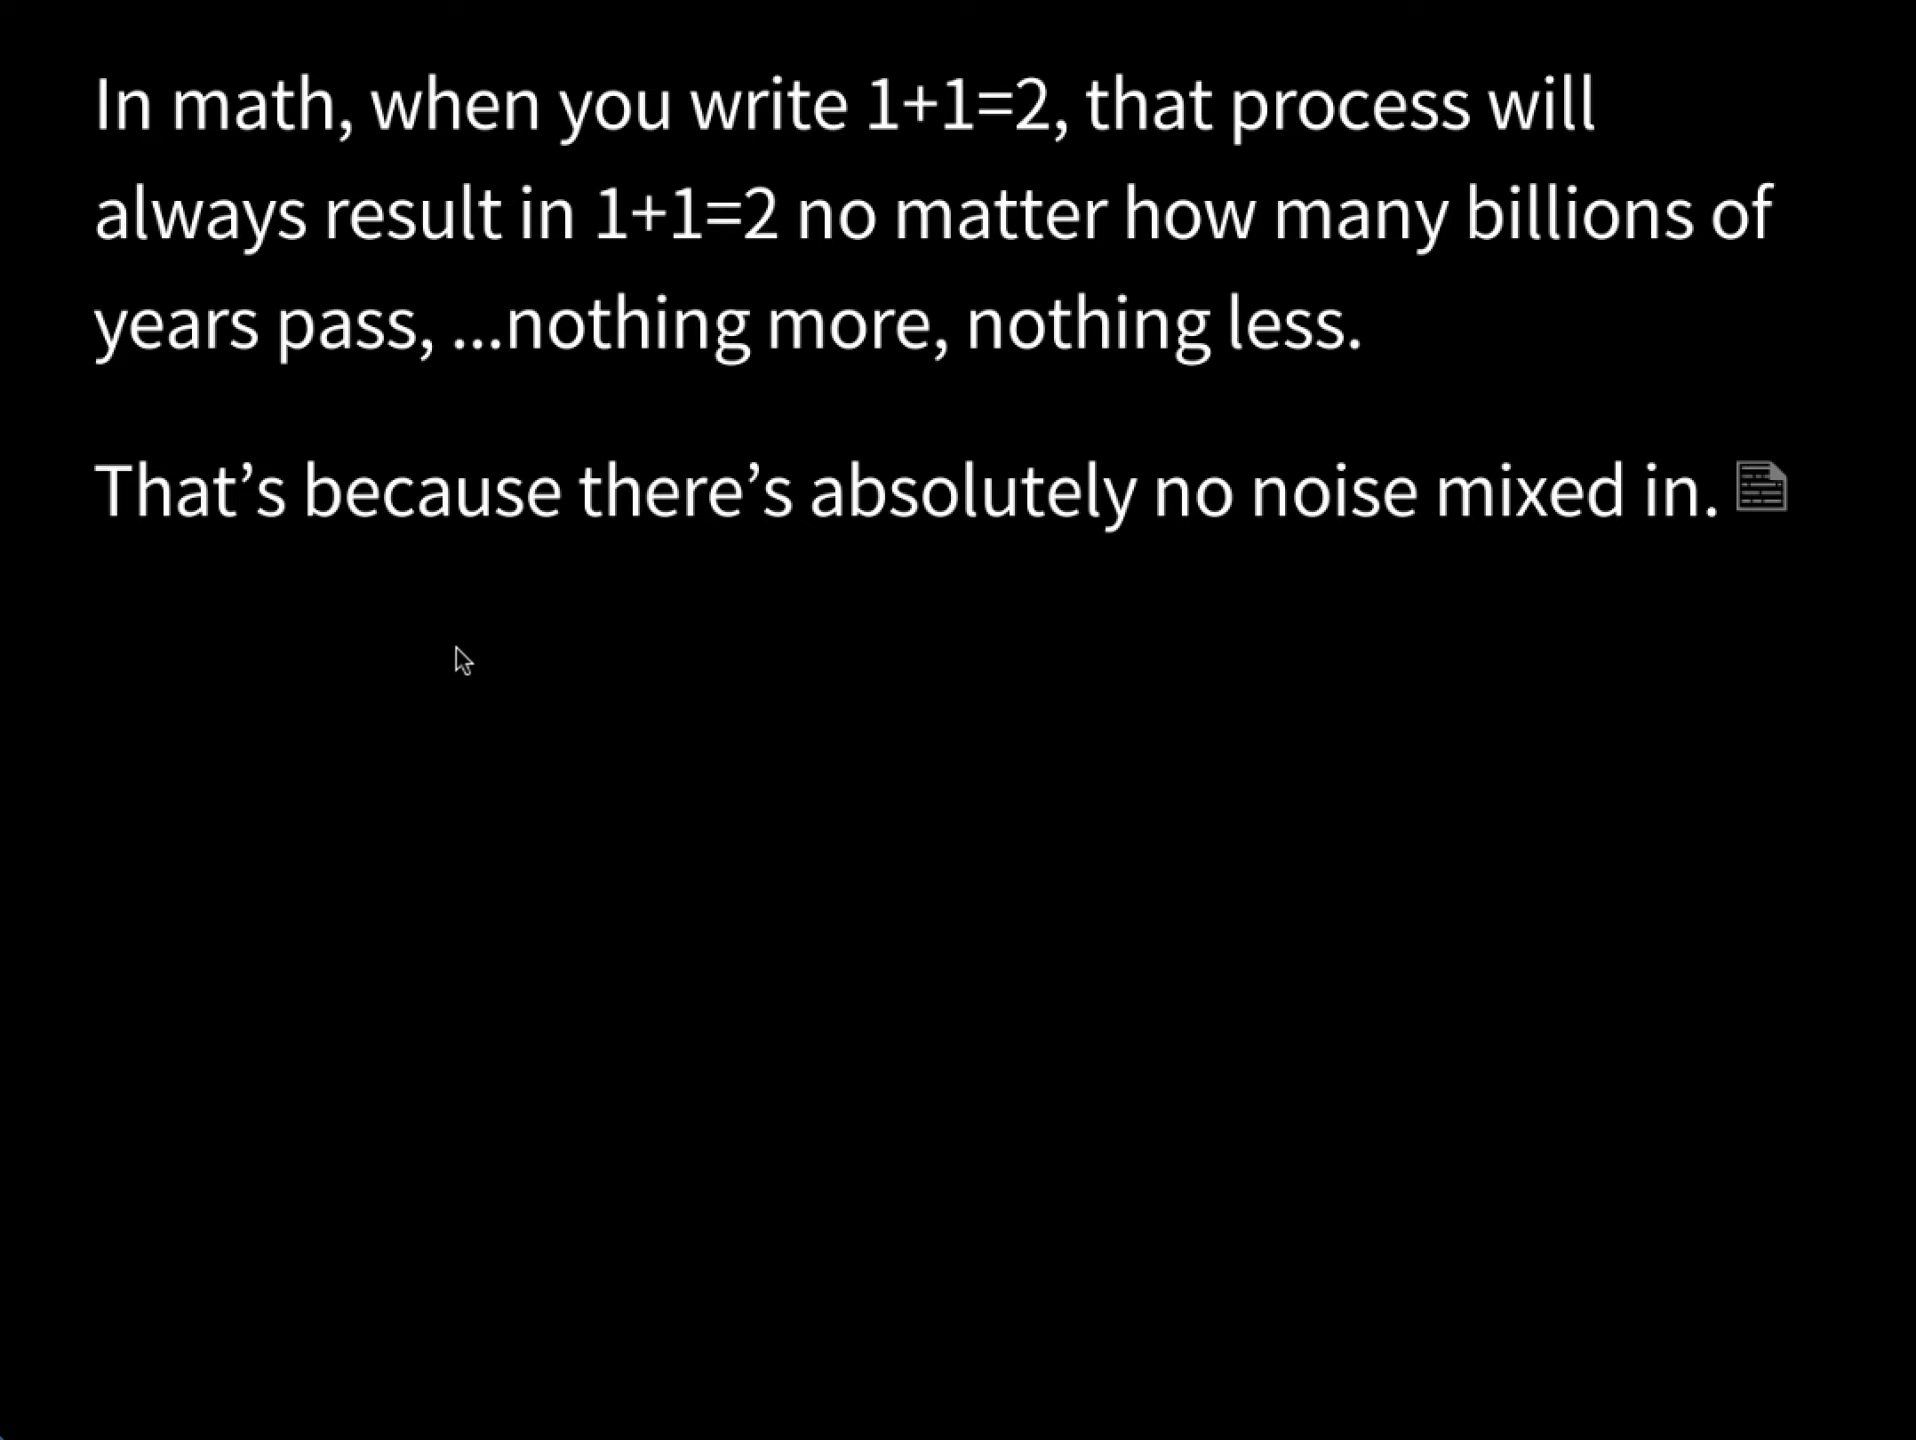 In math, when you write 1+1=2, that process will
always result in 1+1=2 no matter how many billions of
years pass, ...nothing more, nothing less.
That’s because there’s absolutely no noise mixed in.